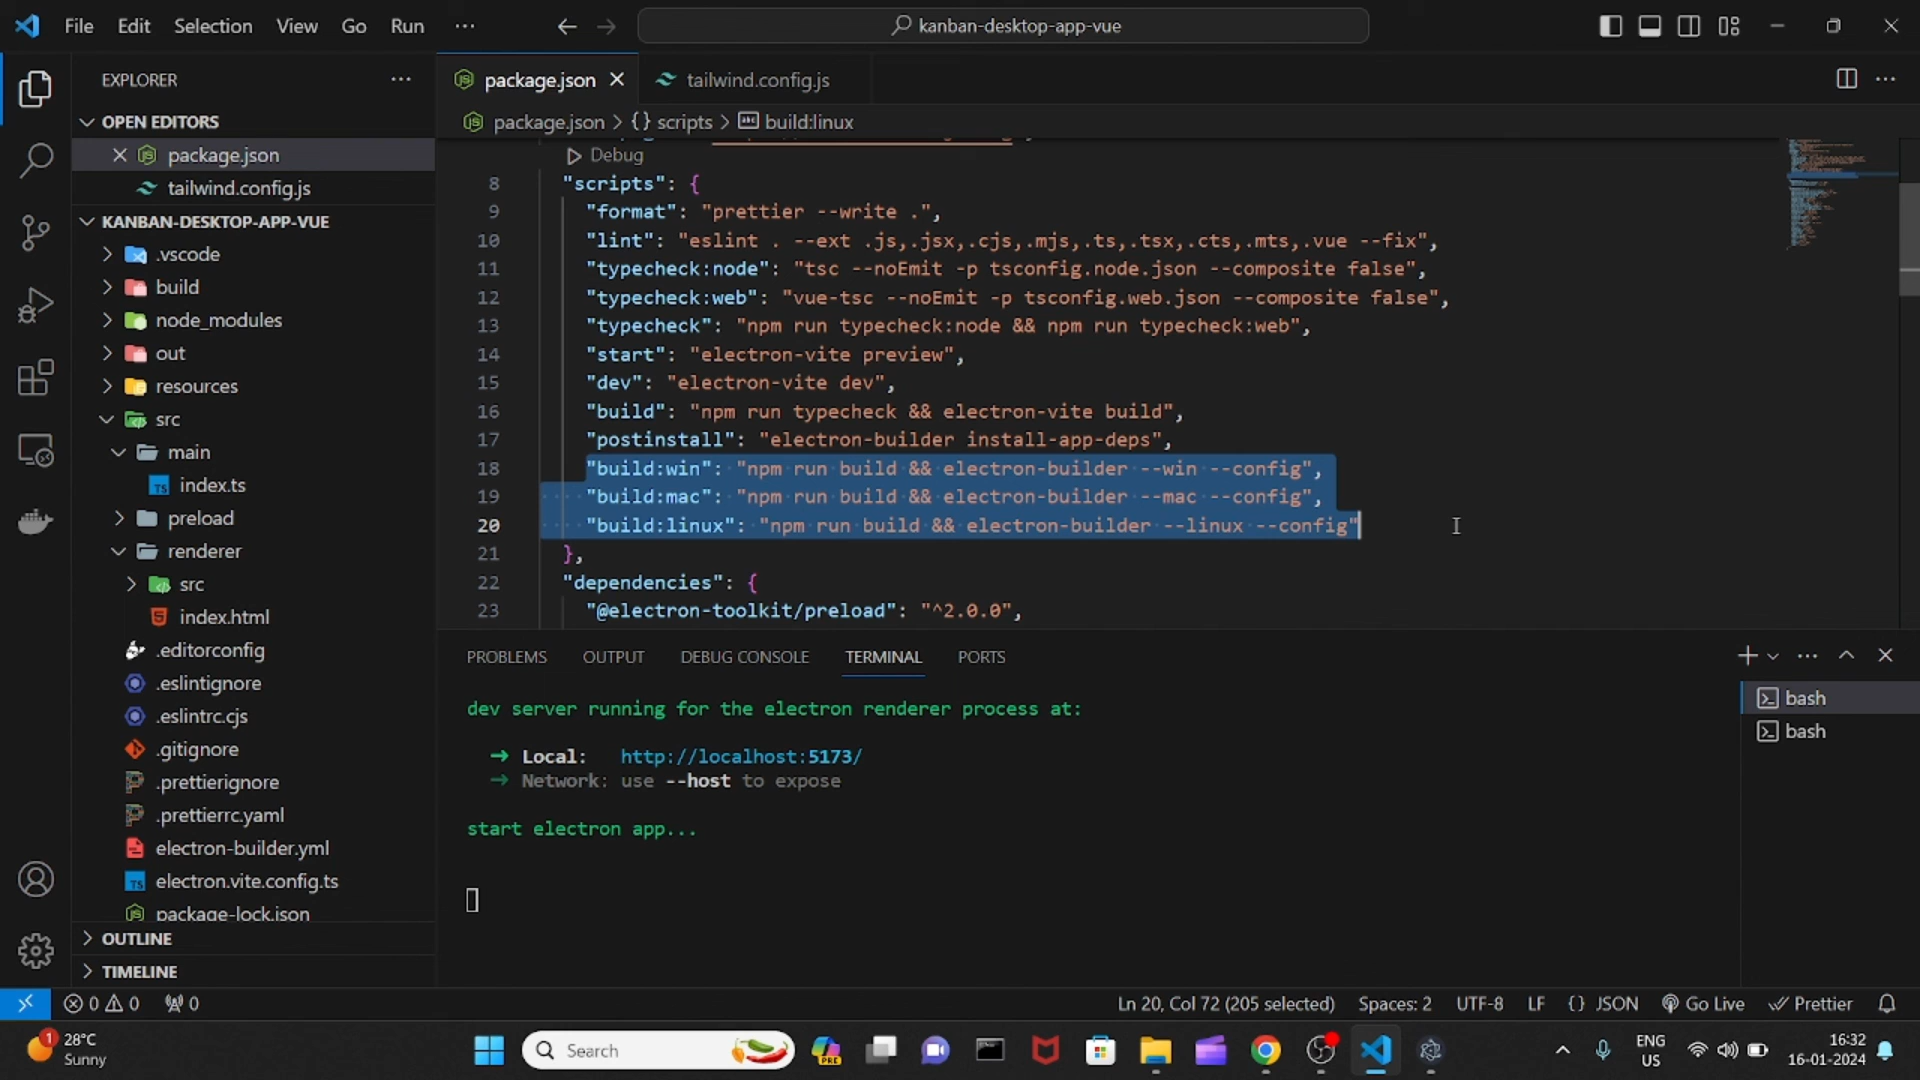 File Edit Selection View Go Run ··· kanban-desktop-app-vue
EXPLORER ···
OPEN EDITORS
package.json
tailwind.config.js
KANBAN-DESKTOP-APP-VUE
.vscode
build
node_modules
out
resources
src
main
TS index.ts
preload
renderer
src
index.html
.editorconfig
.eslintignore
.eslintrc.cjs
.gitignore
.prettierignore
.prettierrc.yaml
electron-builder.yml
TS electron.vite.config.ts
package-lock.json
OUTLINE
TIMELINE
package.json tailwind.config.js
package.json > {} scripts > abc build:linux
Debug
8 "scripts": {
9 "format": "prettier --write .",
10 "lint": "eslint . --ext .js,.jsx,.cjs,.mjs,.ts,.tsx,.cts,.mts,.vue --fix",
11 "typecheck:node": "tsc --noEmit -p tsconfig.node.json --composite false",
12 "typecheck:web": "vue-tsc --noEmit -p tsconfig.web.json --composite false",
13 "typecheck": "npm run typecheck:node && npm run typecheck:web",
14 "start": "electron-vite preview",
15 "dev": "electron-vite dev",
16 "build": "npm run typecheck && electron-vite build",
17 "postinstall": "electron-builder install-app-deps",
18 "build:win": "npm run build && electron-builder --win --config",
19 "build:mac": "npm run build && electron-builder --mac --config",
20 "build:linux": "npm run build && electron-builder --linux --config"
21 },
22 "dependencies": {
23 "@electron-toolkit/preload": "^2.0.0",
PROBLEMS OUTPUT DEBUG CONSOLE TERMINAL PORTS
dev server running for the electron renderer process at:
➜ Local: http://localhost:5173/
➜ Network: use --host to expose
start electron app...
bash
bash
0 0 0 Ln 20, Col 72 (205 selected) Spaces: 2 UTF-8 LF {} JSON Go Live Prettier
1 28°C
Sunny
Search
PRE
ENG
US
16:32
16-01-2024